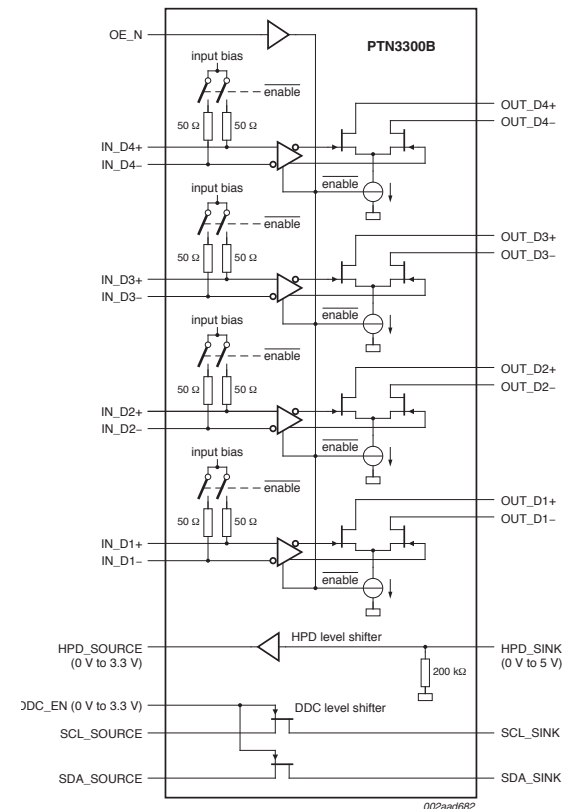 OE_N
PTN3300B
input bias
enable
OUT_D4+
OUT_D4−
50 Ω 50 Ω
IN_D4+
IN_D4−
enable
input bias
enable
OUT_D3+
OUT_D3−
50 Ω 50 Ω
IN_D3+
IN_D3−
enable
input bias
enable
OUT_D2+
OUT_D2−
50 Ω 50 Ω
IN_D2+
IN_D2−
enable
input bias
enable
OUT_D1+
OUT_D1−
50 Ω 50 Ω
IN_D1+
IN_D1−
enable
HPD level shifter
HPD_SOURCE
(0 V to 3.3 V)
HPD_SINK
(0 V to 5 V)
200 kΩ
DDC_EN (0 V to 3.3 V)
DDC level shifter
SCL_SOURCE
SCL_SINK
SDA_SOURCE
SDA_SINK
002aad682